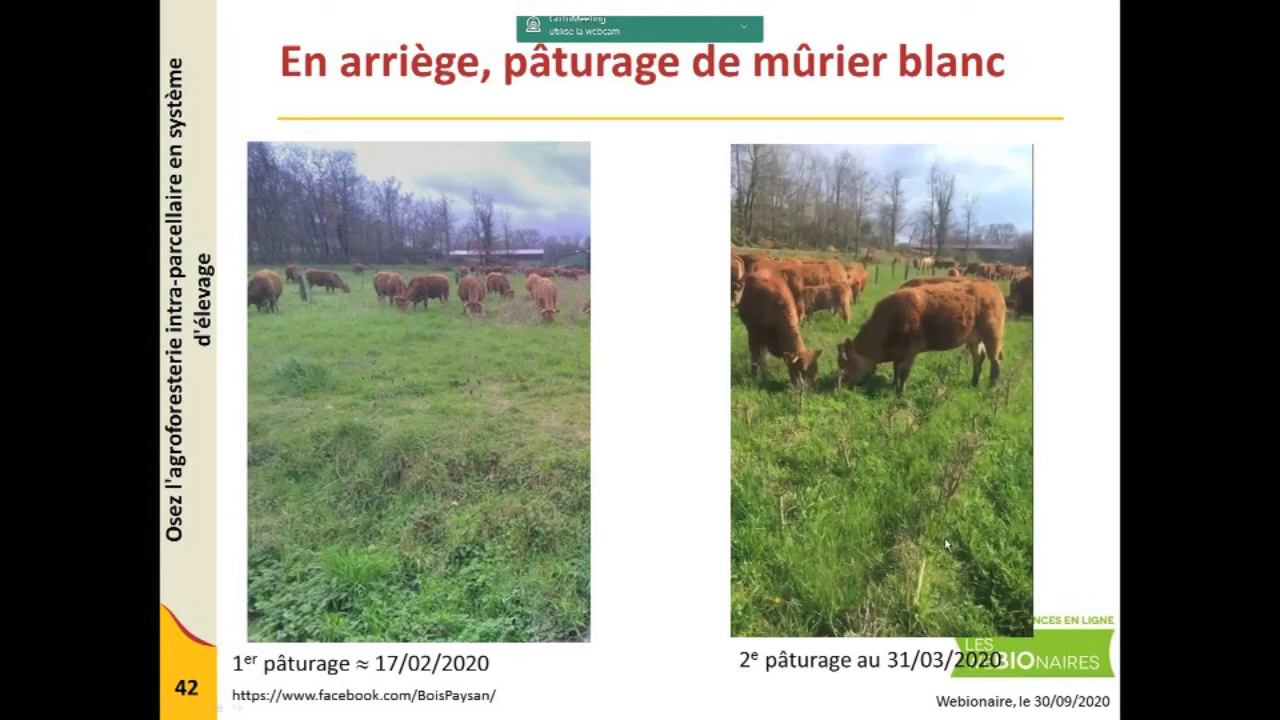 utilise la webcam
En arriège, pâturage de mûrier blanc
Osez l'agroforesterie intra-parcellaire en système
d'élevage
1er pâturage ≈ 17/02/2020
2e pâturage au 31/03/2020
https://www.facebook.com/BoisPaysan/
42
NCES EN LIGNE
LES
BIONAIRES
Webionaire, le 30/09/2020